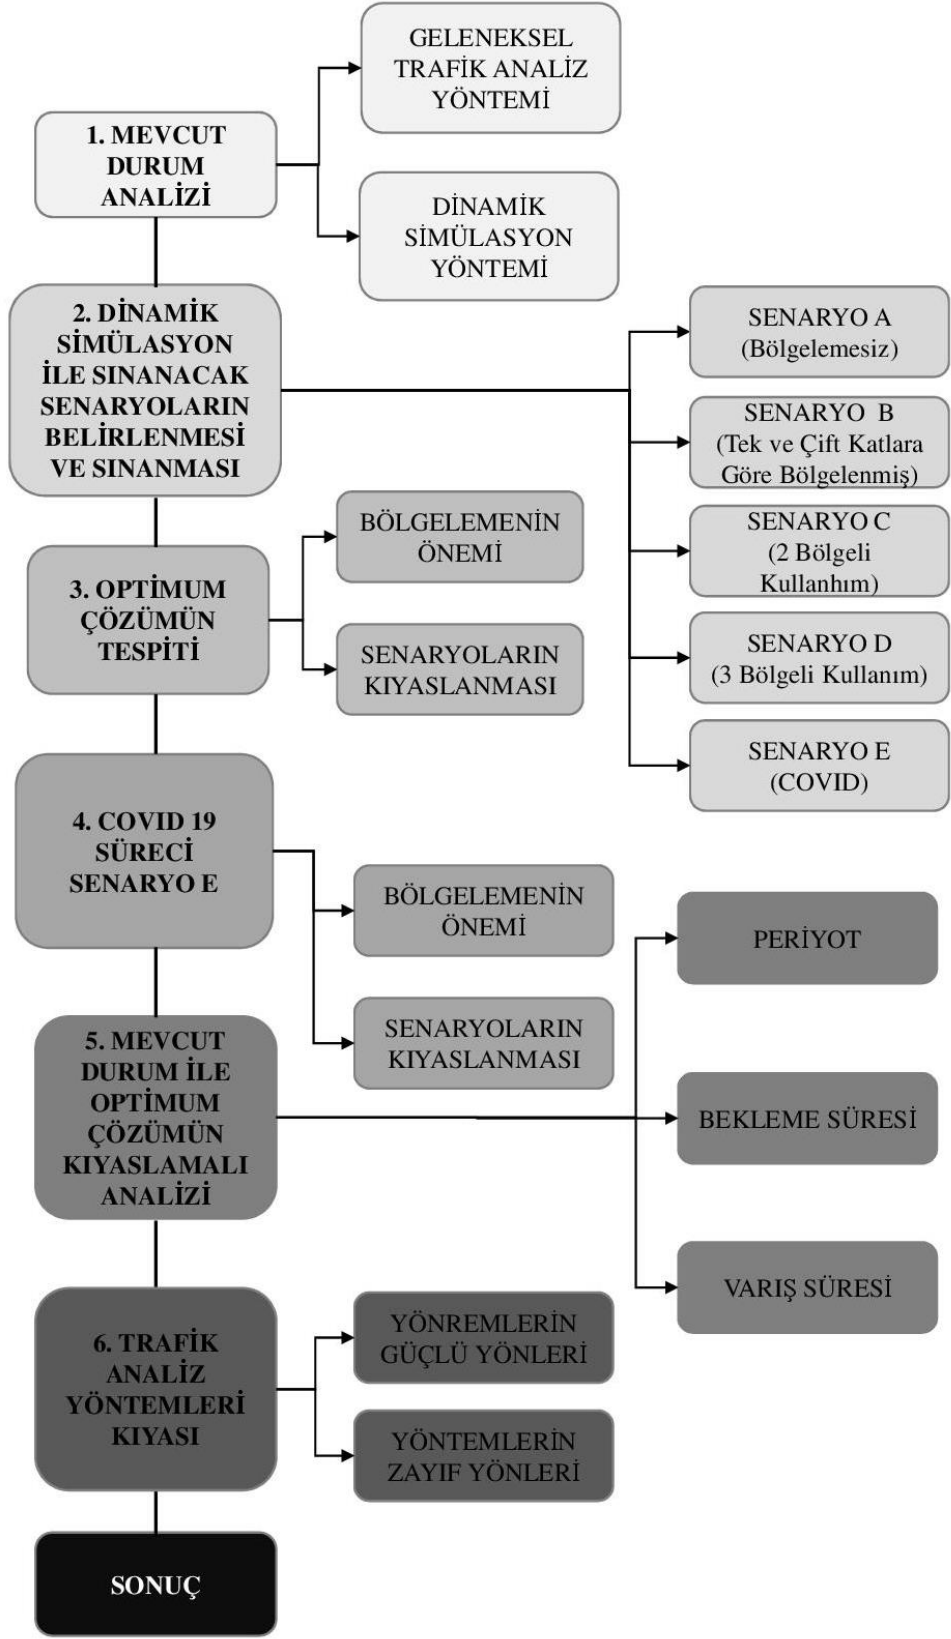 GELENEKSEL
TRAFİK ANALİZ
YÖNTEMİ
1. MEVCUT
DURUM
ANALİZİ
DİNAMİK
SİMÜLASYON
YÖNTEMİ
2. DİNAMİK
SİMÜLASYON
İLE SINANACAK
SENARYOLARIN
BELİRLENMESİ
VE SINANMASI
SENARYO A
(Bölgelemesiz)
SENARYO B
(Tek ve Çift Katlara
Göre Bölgelenmiş)
SENARYO C
(2 Bölgeli
Kullanhım)
SENARYO D
(3 Bölgeli Kullanım)
SENARYO E
(COVID)
3. OPTİMUM
ÇÖZÜMÜN
TESPİTİ
BÖLGELEMENİN
ÖNEMİ
SENARYOLARIN
KIYASLANMASI
4. COVID 19
SÜRECİ
SENARYO E
BÖLGELEMENİN
ÖNEMİ
SENARYOLARIN
KIYASLANMASI
5. MEVCUT
DURUM İLE
OPTİMUM
ÇÖZÜMÜN
KIYASLAMALI
ANALİZİ
PERİYOT
BEKLEME SÜRESİ
VARIŞ SÜRESİ
6. TRAFİK
ANALİZ
YÖNTEMLERİ
KIYASI
YÖNREMLERİN
GÜÇLÜ YÖNLERİ
YÖNTEMLERİN
ZAYIF YÖNLERİ
SONUÇ